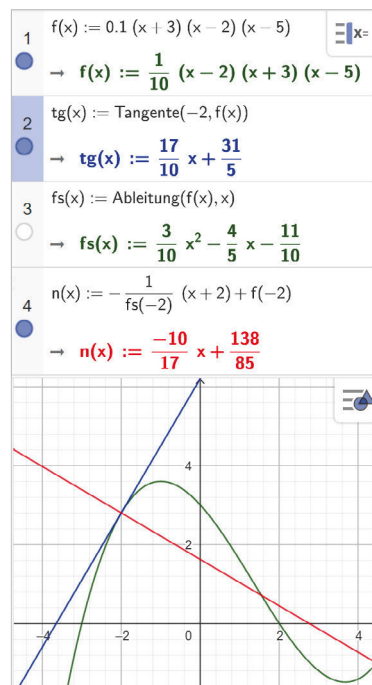 1
f(x) := 0.1 (x + 3) (x − 2) (x − 5)
x=
→ f(x) := 1/10 (x − 2) (x + 3) (x − 5)
2
tg(x) := Tangente(−2, f(x))
→ tg(x) := 17/10 x + 31/5
3
fs(x) := Ableitung(f(x), x)
→ fs(x) := 3/10 x² − 4/5 x − 11/10
4
n(x) := − 1/fs(−2) (x + 2) + f(−2)
→ n(x) := −10/17 x + 138/85
4
2
−4 −2 0 2 4